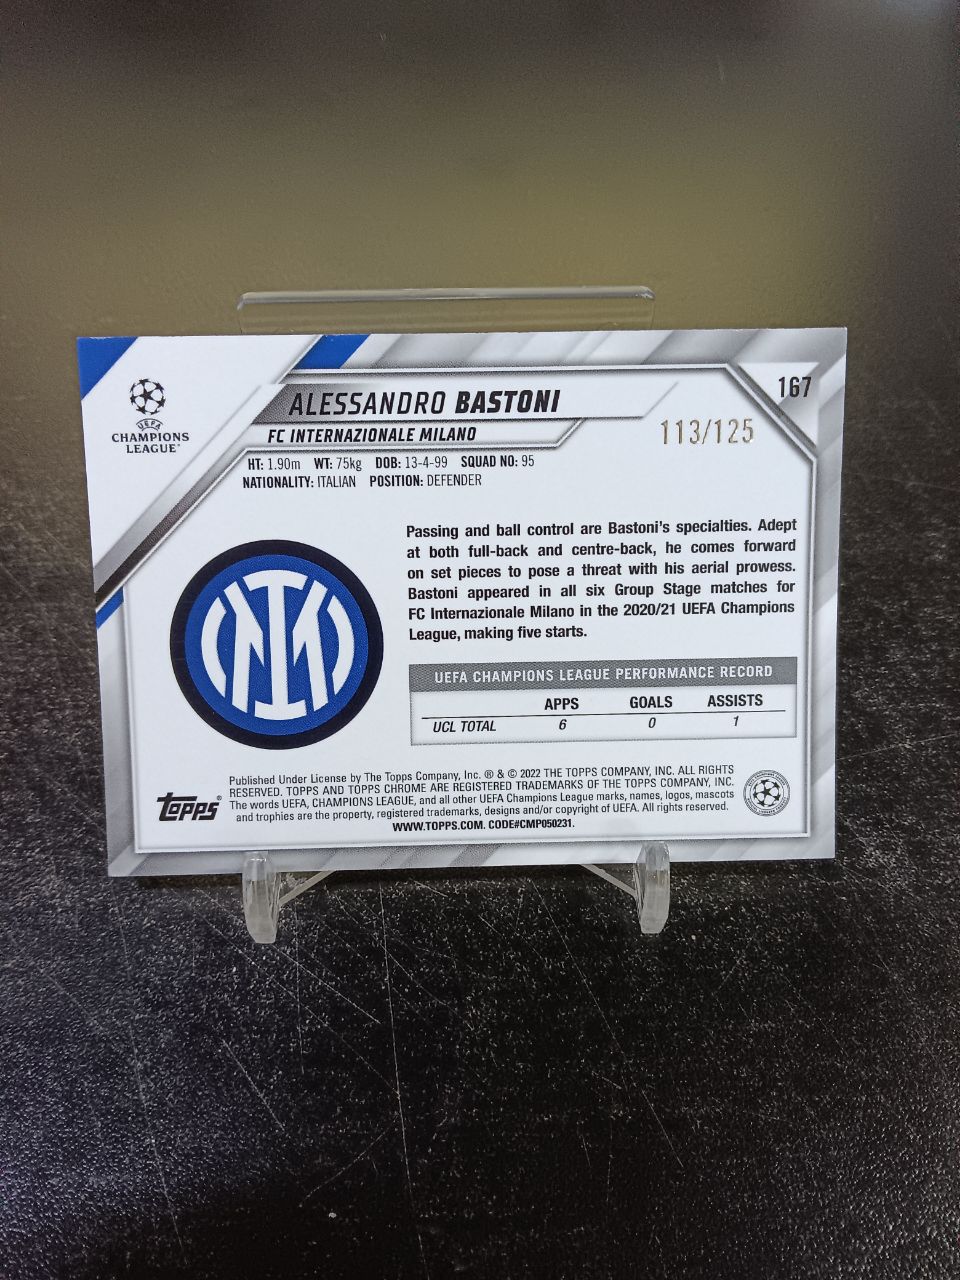 167
ALESSANDRO BASTONI
113/125
UEFA
CHAMPIONS
LEAGUE
FC INTERNAZIONALE MILANO
HT: 1.90m WT: 75kg DOB: 13-4-99 SQUAD NO: 95
NATIONALITY: ITALIAN POSITION: DEFENDER
Passing and ball control are Bastoni's specialties. Adept
at both full-back and centre-back, he comes forward
on set pieces to pose a threat with his aerial prowess.
Bastoni appeared in all six Group Stage matches for
FC Internazionale Milano in the 2020/21 UEFA Champions
League, making five starts.
UEFA CHAMPIONS LEAGUE PERFORMANCE RECORD
APPS GOALS ASSISTS
UCL TOTAL 6 0 1
topps®
Published Under License by The Topps Company, Inc. ® & © 2022 THE TOPPS COMPANY, INC. ALL RIGHTS
RESERVED. TOPPS AND TOPPS CHROME ARE REGISTERED TRADEMARKS OF THE TOPPS COMPANY, INC.
The words UEFA, CHAMPIONS LEAGUE, and all other UEFA Champions League marks, names, logos, mascots
and trophies are the property, registered trademarks, designs and/or copyright of UEFA. All rights reserved.
WWW.TOPPS.COM. CODE#CMP050231.